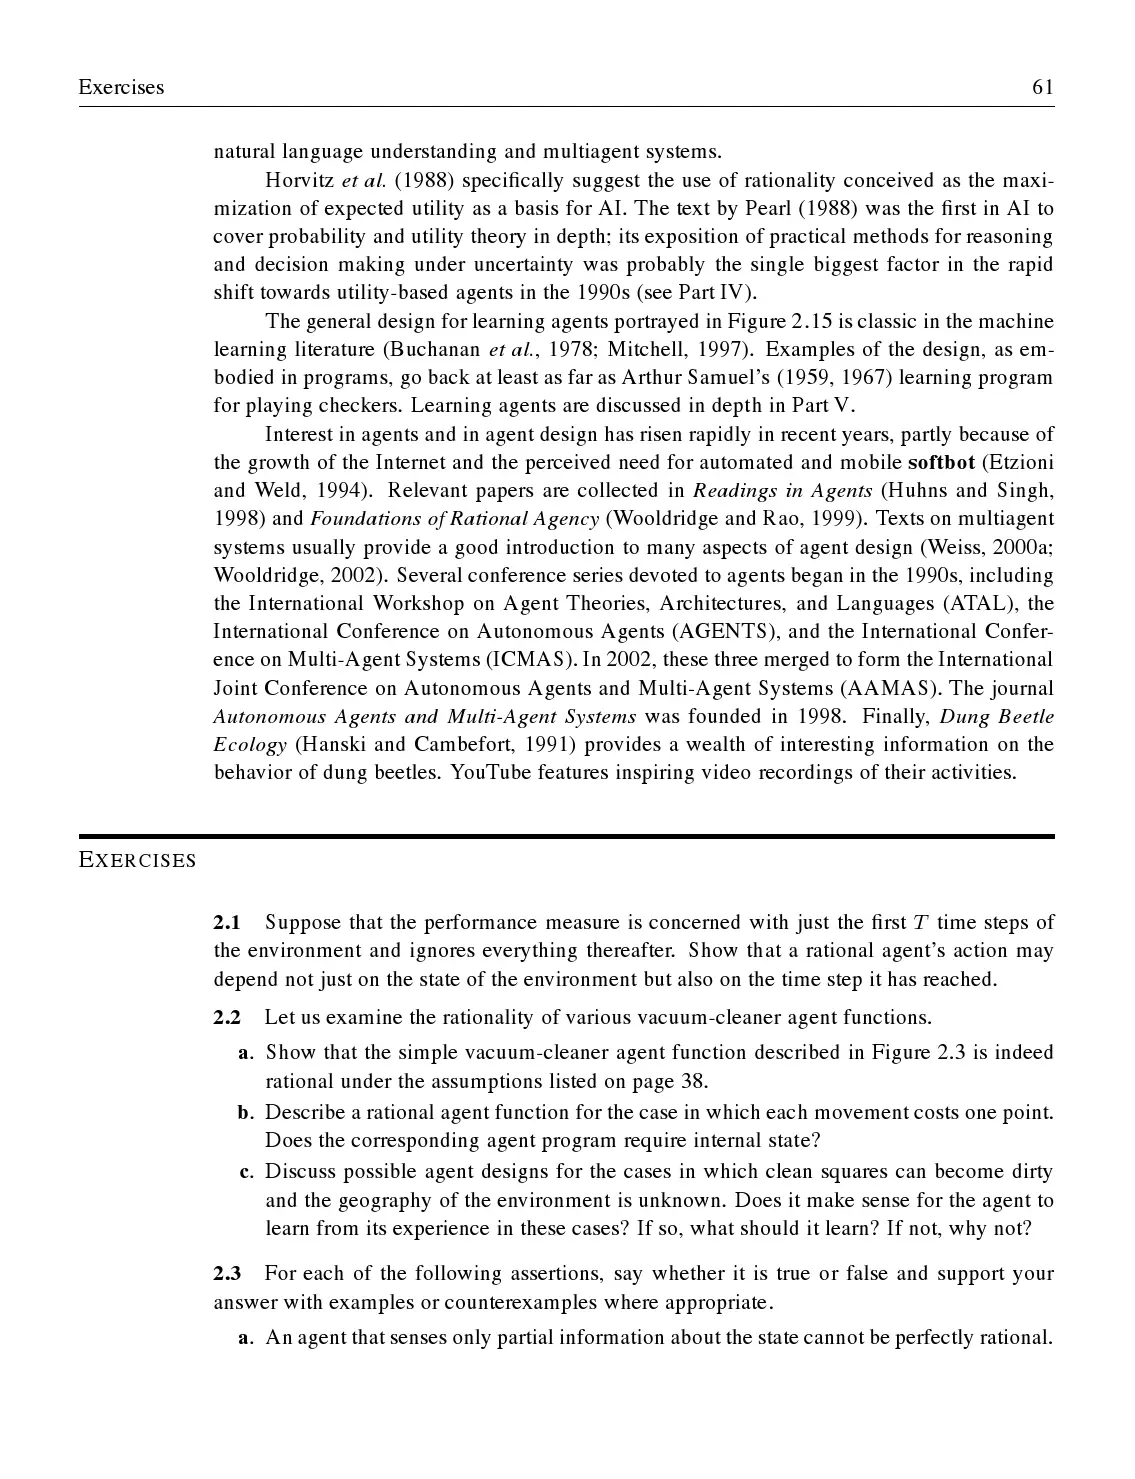 Exercises 61
natural language understanding and multiagent systems.
Horvitz et al. (1988) specifically suggest the use of rationality conceived as the maxi-
mization of expected utility as a basis for AI. The text by Pearl (1988) was the first in AI to
cover probability and utility theory in depth; its exposition of practical methods for reasoning
and decision making under uncertainty was probably the single biggest factor in the rapid
shift towards utility-based agents in the 1990s (see Part IV).
The general design for learning agents portrayed in Figure 2.15 is classic in the machine
learning literature (Buchanan et al., 1978; Mitchell, 1997). Examples of the design, as em-
bodied in programs, go back at least as far as Arthur Samuel's (1959, 1967) learning program
for playing checkers. Learning agents are discussed in depth in Part V.
Interest in agents and in agent design has risen rapidly in recent years, partly because of
the growth of the Internet and the perceived need for automated and mobile softbot (Etzioni
and Weld, 1994). Relevant papers are collected in Readings in Agents (Huhns and Singh,
1998) and Foundations of Rational Agency (Wooldridge and Rao, 1999). Texts on multiagent
systems usually provide a good introduction to many aspects of agent design (Weiss, 2000a;
Wooldridge, 2002). Several conference series devoted to agents began in the 1990s, including
the International Workshop on Agent Theories, Architectures, and Languages (ATAL), the
International Conference on Autonomous Agents (AGENTS), and the International Confer-
ence on Multi-Agent Systems (ICMAS). In 2002, these three merged to form the International
Joint Conference on Autonomous Agents and Multi-Agent Systems (AAMAS). The journal
Autonomous Agents and Multi-Agent Systems was founded in 1998. Finally, Dung Beetle
Ecology (Hanski and Cambefort, 1991) provides a wealth of interesting information on the
behavior of dung beetles. YouTube features inspiring video recordings of their activities.
EXERCISES
2.1 Suppose that the performance measure is concerned with just the first T time steps of
the environment and ignores everything thereafter. Show that a rational agent's action may
depend not just on the state of the environment but also on the time step it has reached.
2.2 Let us examine the rationality of various vacuum-cleaner agent functions.
a. Show that the simple vacuum-cleaner agent function described in Figure 2.3 is indeed
rational under the assumptions listed on page 38.
b. Describe a rational agent function for the case in which each movement costs one point.
Does the corresponding agent program require internal state?
c. Discuss possible agent designs for the cases in which clean squares can become dirty
and the geography of the environment is unknown. Does it make sense for the agent to
learn from its experience in these cases? If so, what should it learn? If not, why not?
2.3 For each of the following assertions, say whether it is true or false and support your
answer with examples or counterexamples where appropriate.
a. An agent that senses only partial information about the state cannot be perfectly rational.